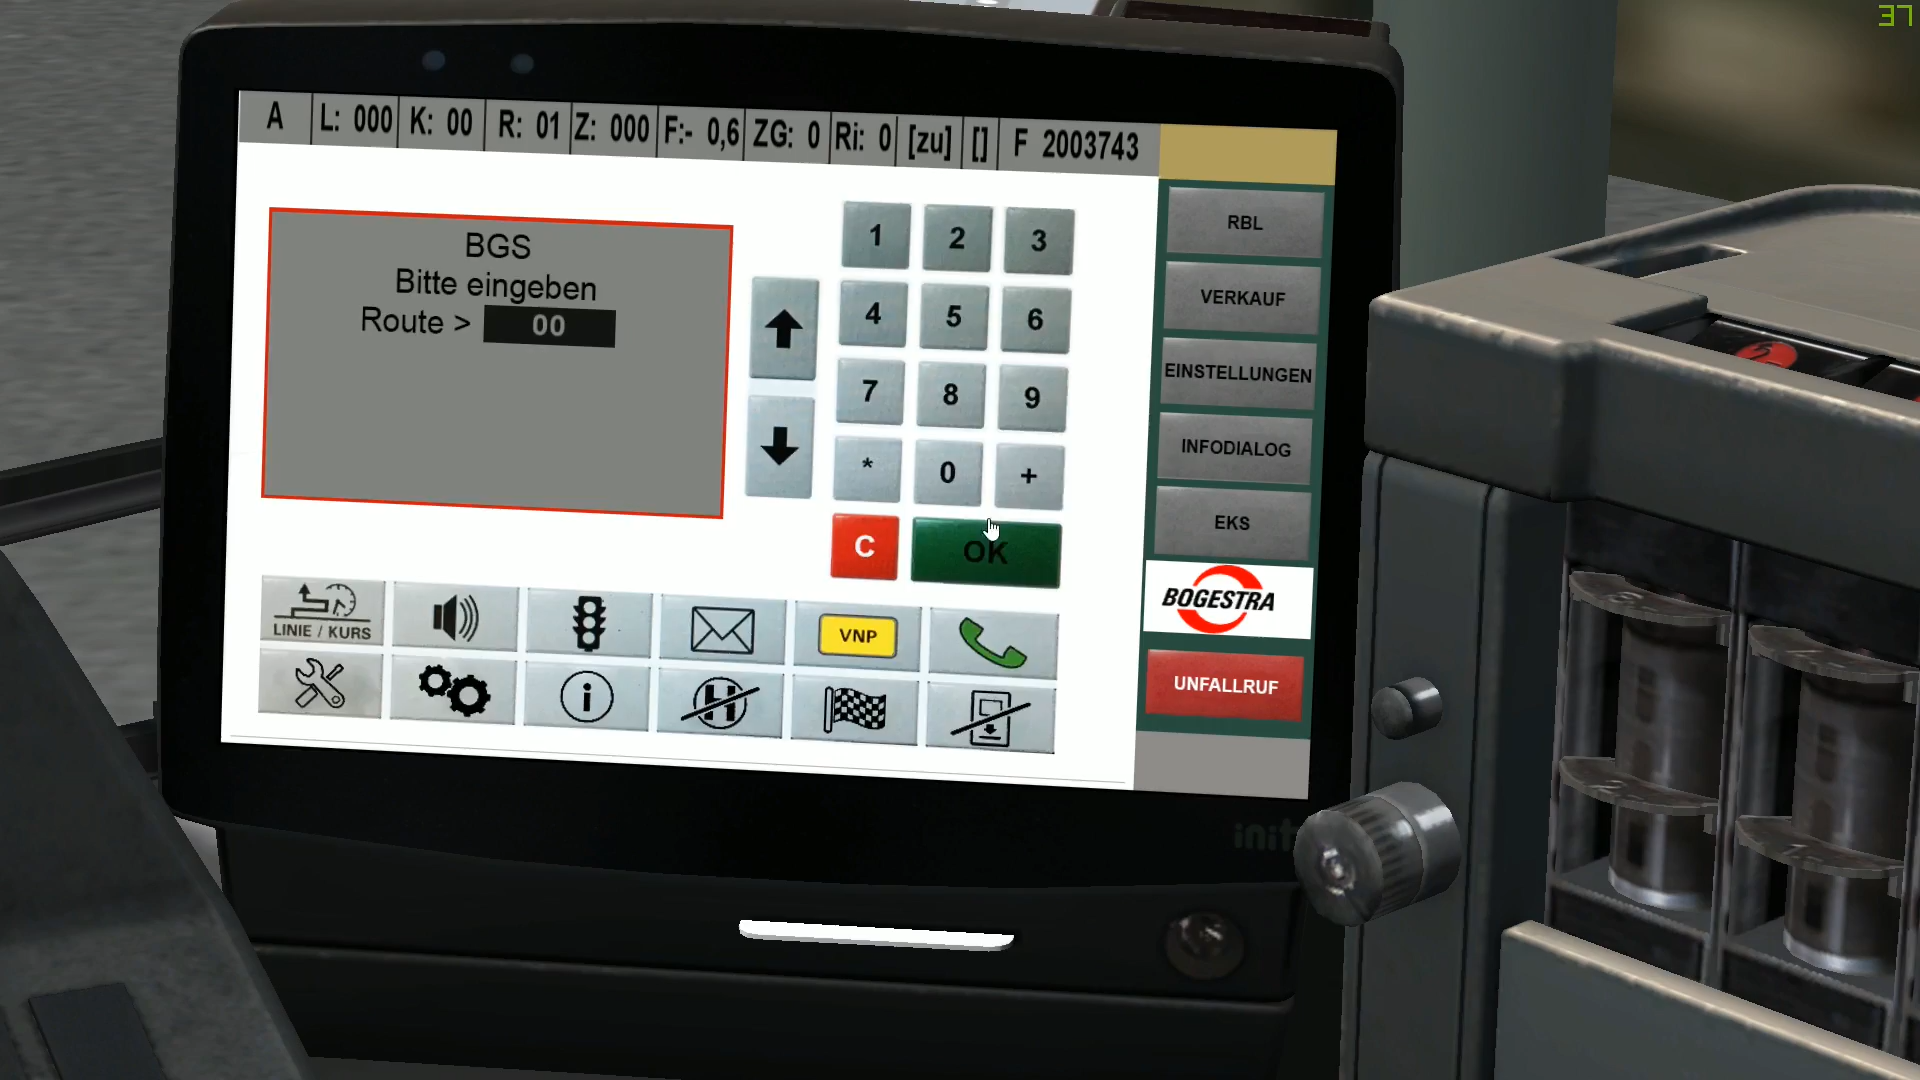 37
A L: 000 K: 00 R: 01 Z: 000 F:- 0,6 ZG: 0 Ri: 0 [zu] [] F 2003743
BGS
Bitte eingeben
Route > 00
1 2 3
4 5 6
7 8 9
* 0 +
C OK
RBL
VERKAUF
EINSTELLUNGEN
INFODIALOG
EKS
BOGESTRA
UNFALLRUF
LINIE / KURS
VNP
i
H
init